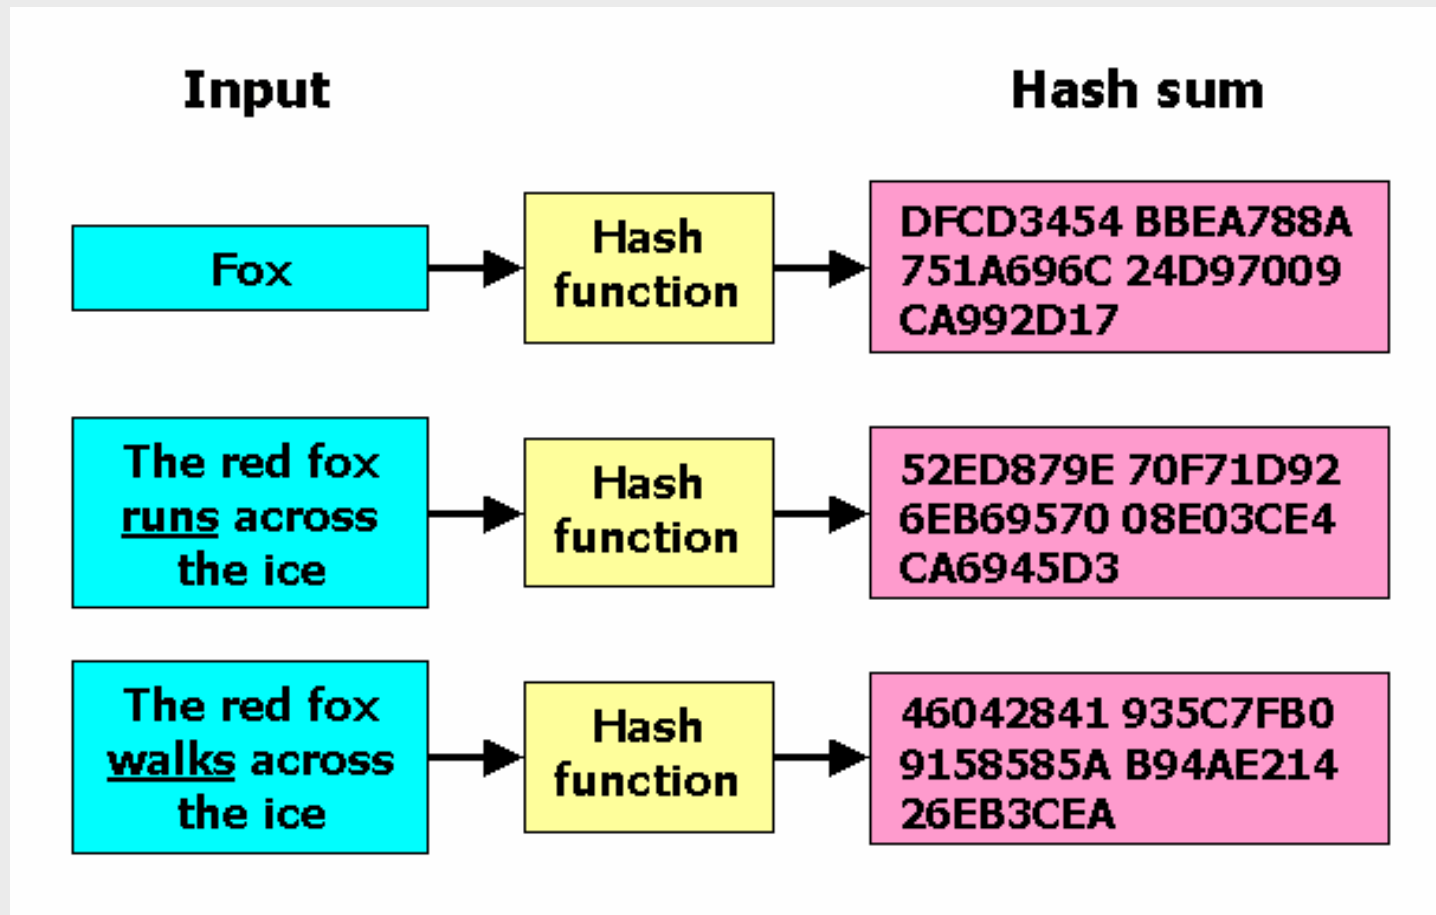 Input
Hash sum
Fox
Hash
function
DFCD3454 BBEA788A
751A696C 24D97009
CA992D17
The red fox
runs across
the ice
Hash
function
52ED879E 70F71D92
6EB69570 08E03CE4
CA6945D3
The red fox
walks across
the ice
Hash
function
46042841 935C7FB0
9158585A B94AE214
26EB3CEA